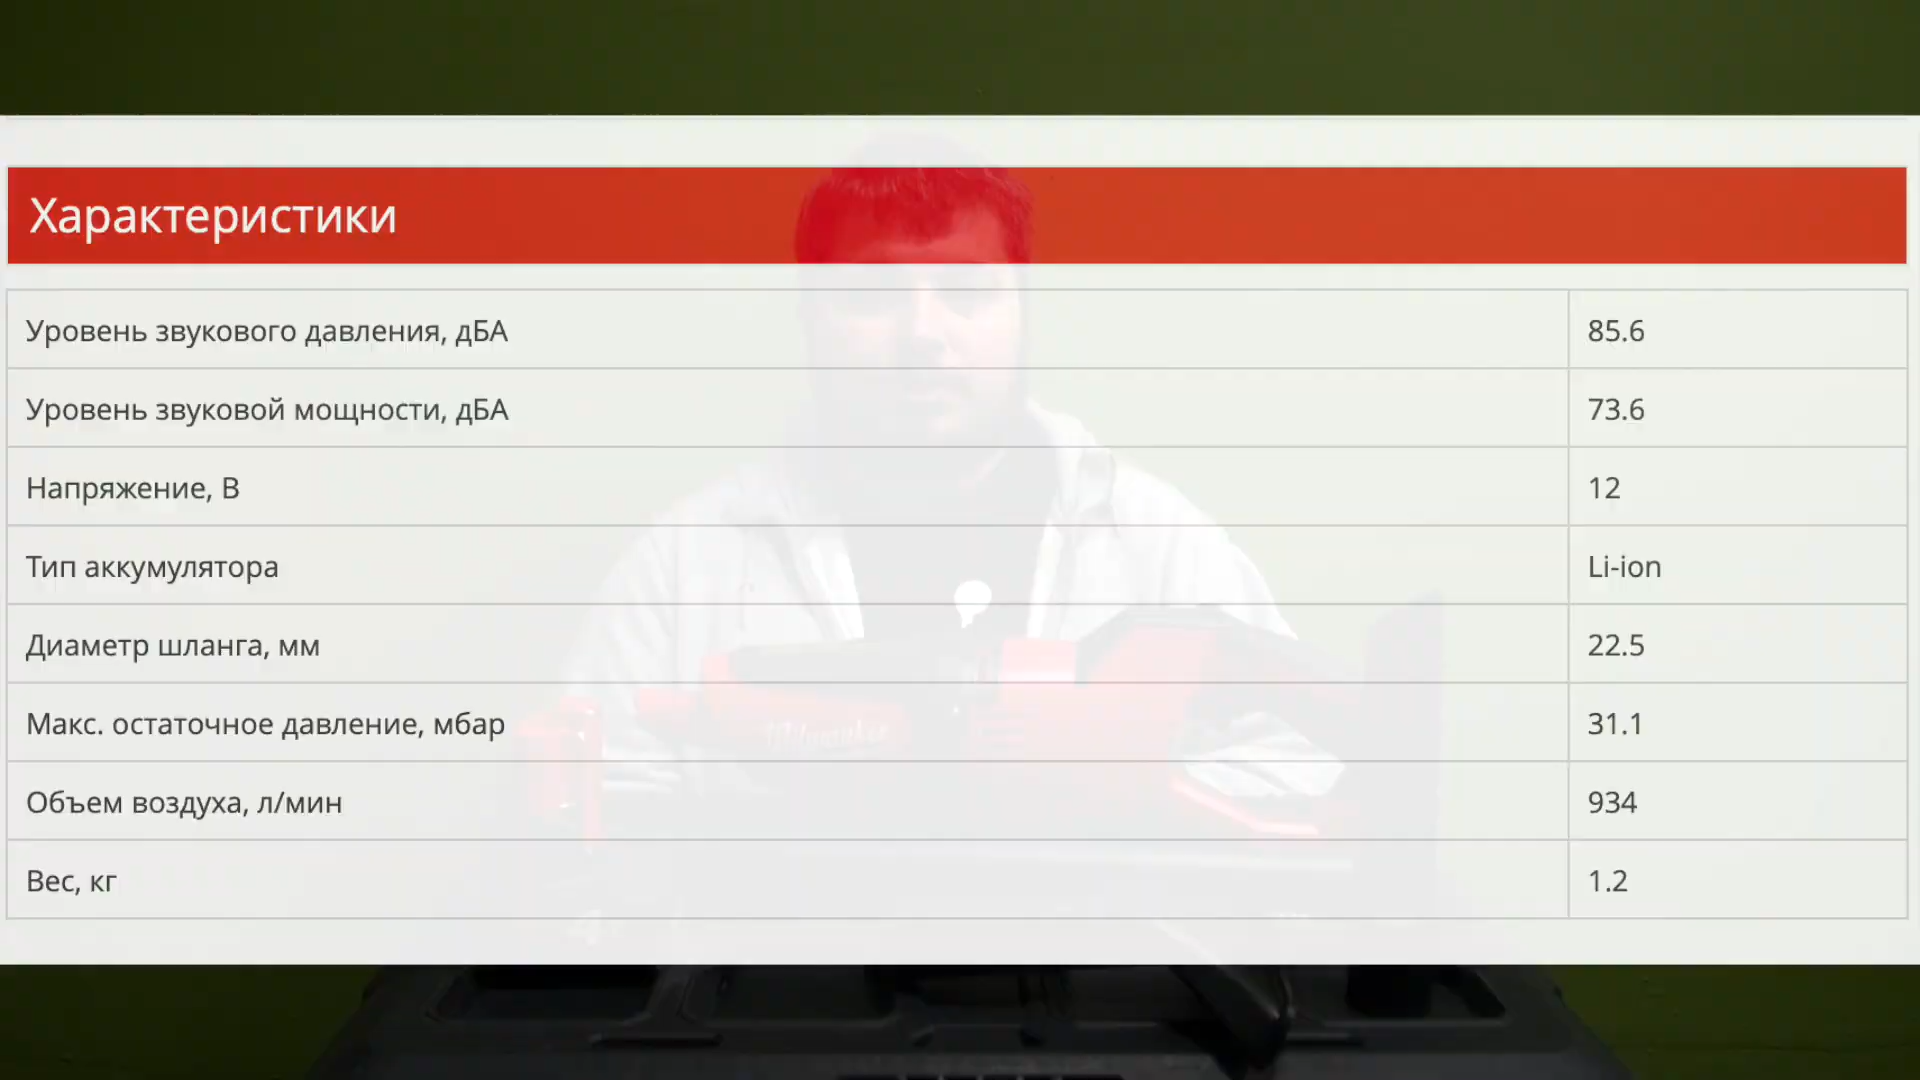 Характеристики
Уровень звукового давления, дБА 85.6
Уровень звуковой мощности, дБА 73.6
Напряжение, В 12
Тип аккумулятора Li-ion
Диаметр шланга, мм 22.5
Макс. остаточное давление, мбар 31.1
Milwaukee
Объем воздуха, л/мин 934
Вес, кг 1.2